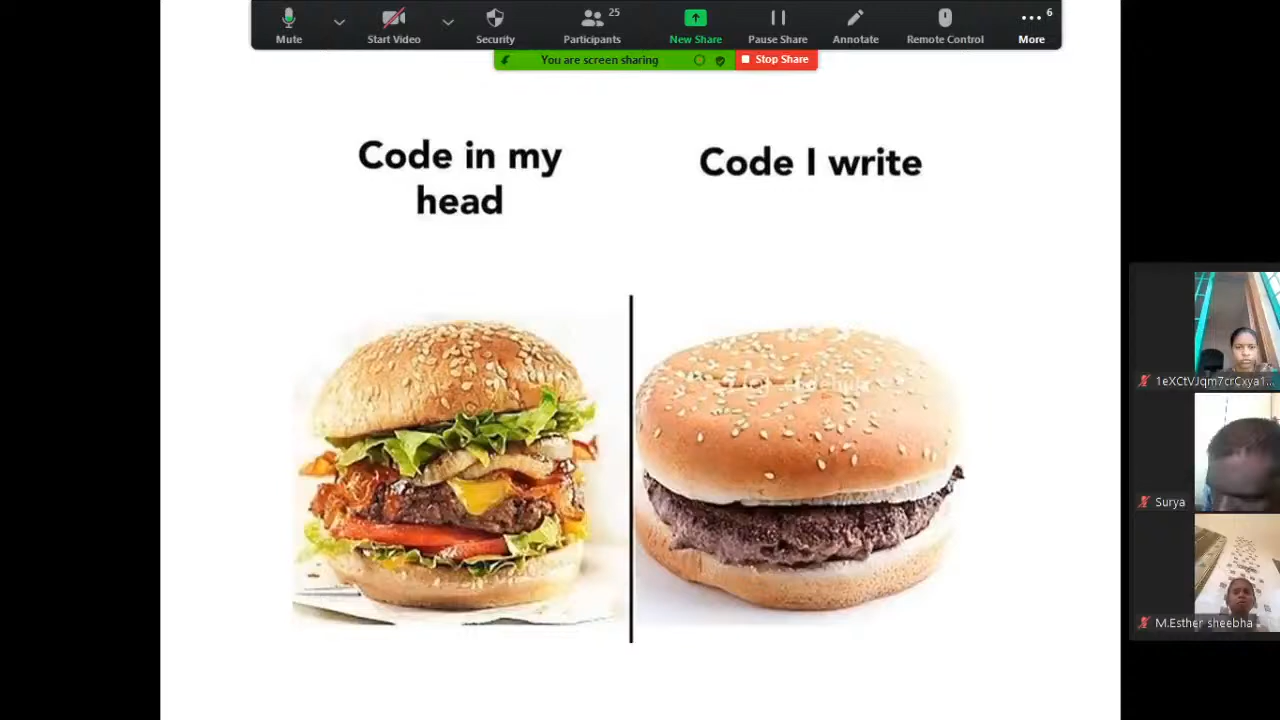 25
6
Mute
Start Video
Security
Participants
New Share
Pause Share
Annotate
Remote Control
More
You are screen sharing
Stop Share
Code in my
head
Code I write
Surya
M.Esther sheebha